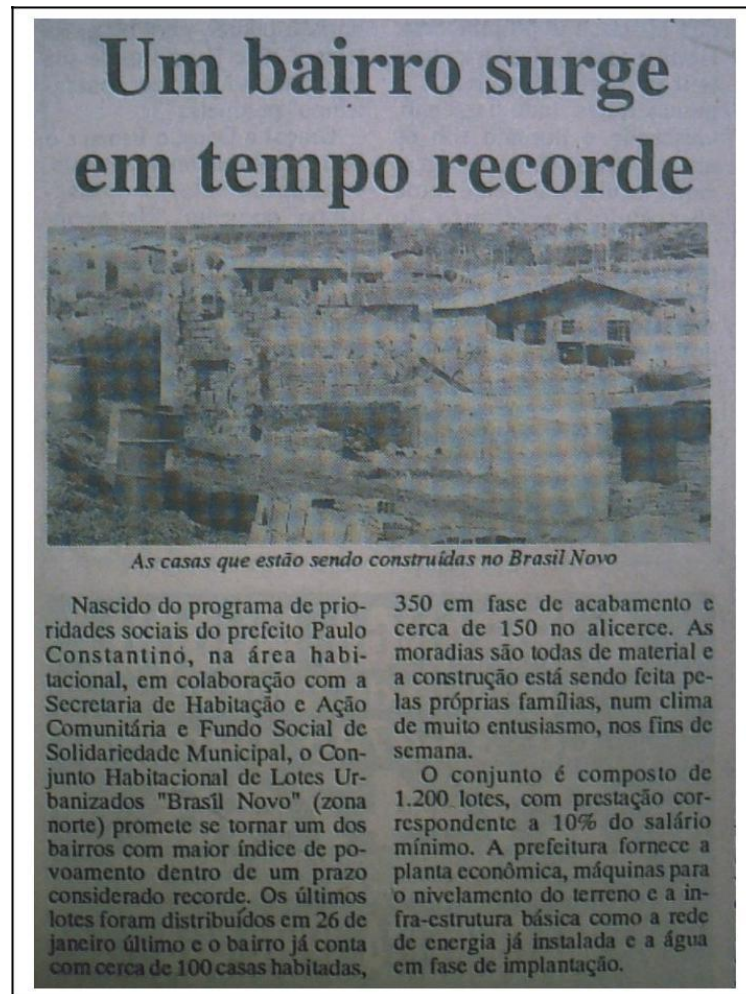 Um bairro surge
em tempo recorde
As casas que estão sendo construídas no Brasil Novo
Nascido do programa de prio-
ridades sociais do prefeito Paulo
Constantino, na área habi-
tacional, em colaboração com a
Secretaria de Habitação e Ação
Comunitária e Fundo Social de
Solidariedade Municipal, o Con-
junto Habitacional de Lotes Ur-
banizados "Brasil Novo" (zona
norte) promete se tornar um dos
bairros com maior índice de po-
voamento dentro de um prazo
considerado recorde. Os últimos
lotes foram distribuídos em 26 de
janeiro último e o bairro já conta
com cerca de 100 casas habitadas,
350 em fase de acabamento e
cerca de 150 no alicerce. As
moradias são todas de material e
a construção está sendo feita pe-
las próprias famílias, num clima
de muito entusiasmo, nos fins de
semana.
O conjunto é composto de
1.200 lotes, com prestação cor-
respondente a 10% do salário
mínimo. A prefeitura fornece a
planta econômica, máquinas para
o nivelamento do terreno e a in-
fra-estrutura básica como a rede
de energia já instalada e a água
em fase de implantação.